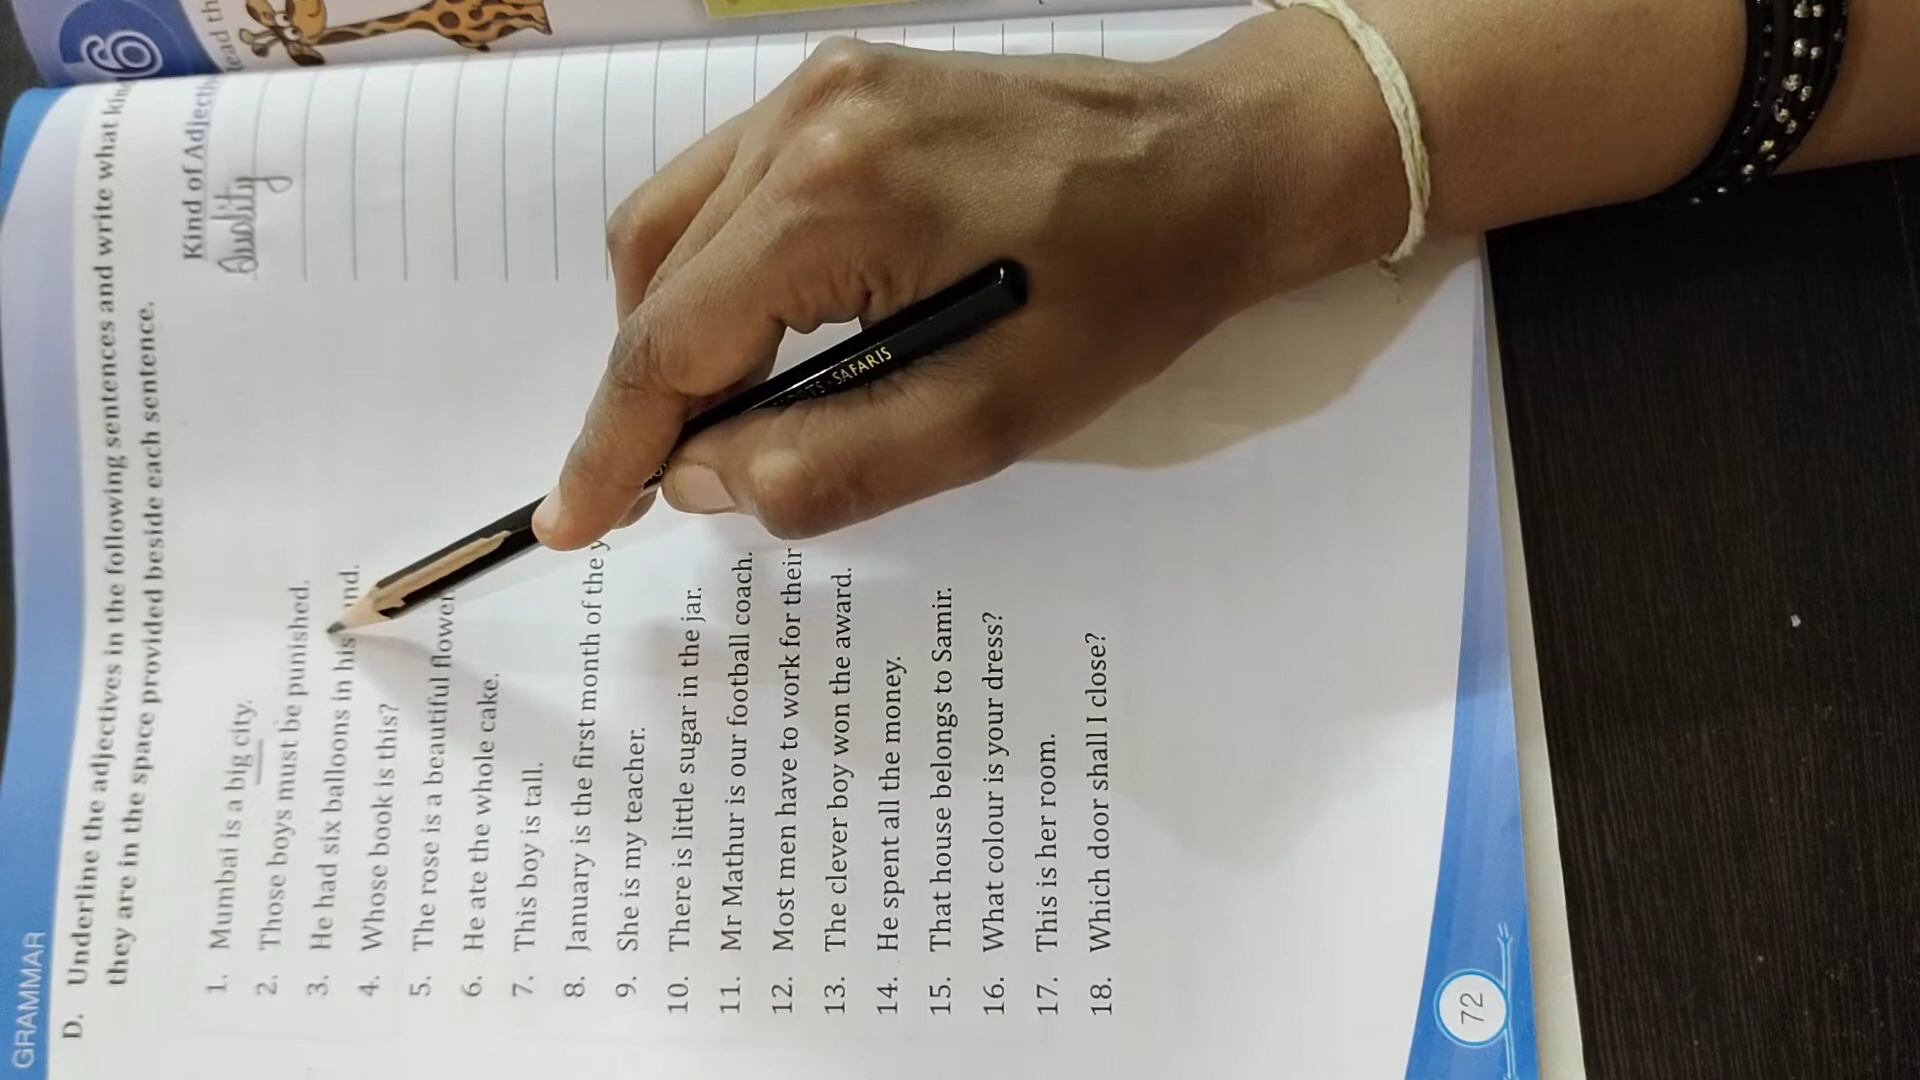 GRAMMAR
D. Underline the adjectives in the following sentences and write what
they are in the space provided beside each sentence.
Kind of
Quality
1. Mumbai is a big city.
2. Those boys must be punished.
3. He had six balloons in his
4. Whose book is this?
5. The rose is a beautiful
6. He ate the whole cake.
7. This boy is tall.
8. January is the first month of the
9. She is my teacher.
10. There is little sugar in the jar.
11. Mr Mathur is our football coach.
12. Most men have to work for their
13. The clever boy won the award.
14. He spent all the money.
15. That house belongs to Samir.
16. What colour is your dress?
17. This is her room.
18. Which door shall I close?
72
6
SAFARIS